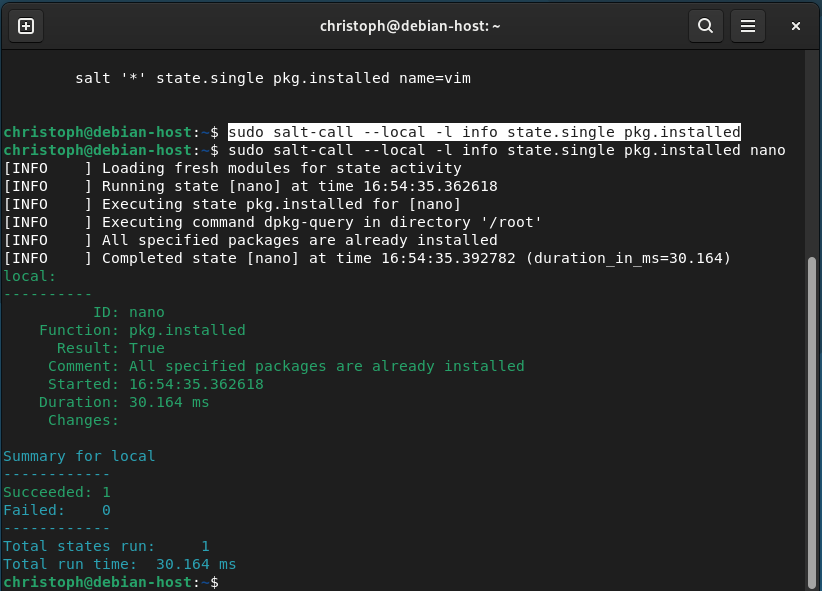 christoph@debian-host: ~
salt '*' state.single pkg.installed name=vim
christoph@debian-host:~$ sudo salt-call --local -l info state.single pkg.installed
christoph@debian-host:~$ sudo salt-call --local -l info state.single pkg.installed nano
[INFO    ] Loading fresh modules for state activity
[INFO    ] Running state [nano] at time 16:54:35.362618
[INFO    ] Executing state pkg.installed for [nano]
[INFO    ] Executing command dpkg-query in directory '/root'
[INFO    ] All specified packages are already installed
[INFO    ] Completed state [nano] at time 16:54:35.392782 (duration_in_ms=30.164)
local:
----------
          ID: nano
    Function: pkg.installed
      Result: True
     Comment: All specified packages are already installed
     Started: 16:54:35.362618
    Duration: 30.164 ms
     Changes:
Summary for local
------------
Succeeded: 1
Failed:    0
------------
Total states run:     1
Total run time:  30.164 ms
christoph@debian-host:~$